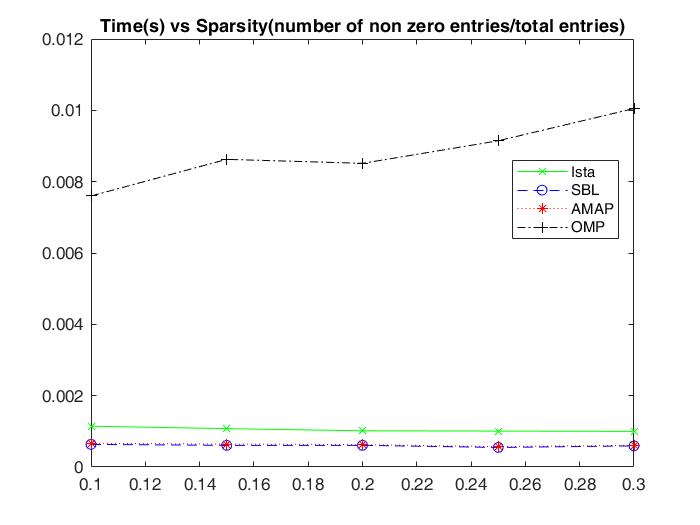 Time(s) vs Sparsity(number of non zero entries/total entries)
0.012
0.01
0.008
0.006
0.004
0.002
0
Ista
SBL
AMAP
OMP
0.1 0.12 0.14 0.16 0.18 0.2 0.22 0.24 0.26 0.28 0.3